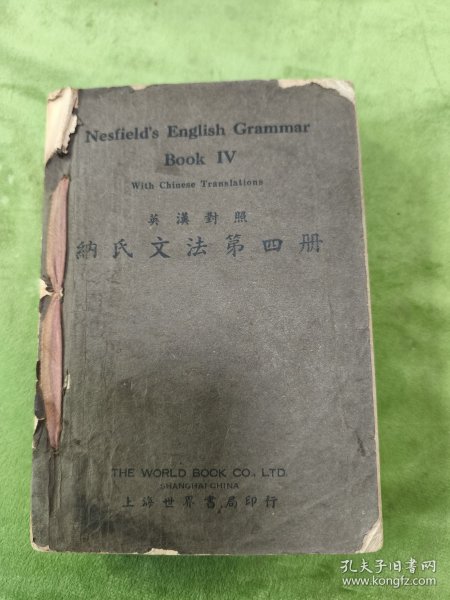 Nesfield's English Grammar
Book IV
With Chinese Translations
英漢對照
納氏文法第四册
THE WORLD BOOK CO., LTD.
SHANGHAI·CHINA
上海世界書局印行
孔夫子旧书网
www.kongfz.com